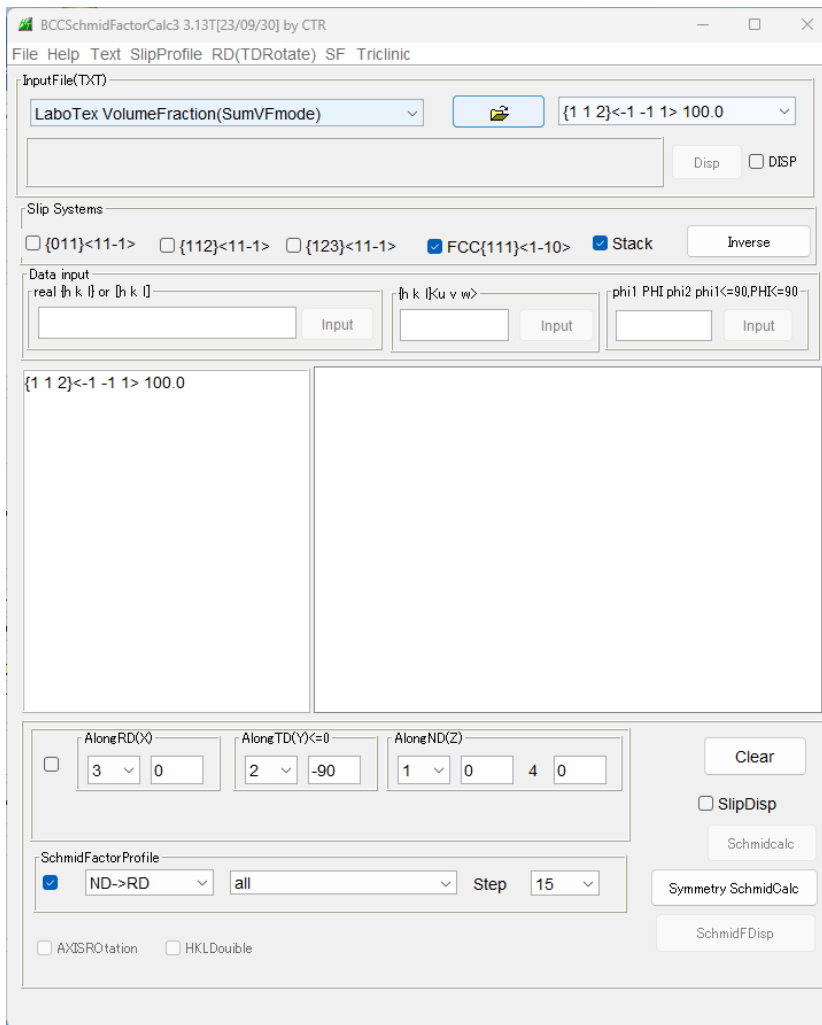 BCCSchmidFactorCalc3 3.13T[23/09/30] by CTR
File Help Text SlipProfile RD(TDRotate) SF Triclinic
InputFile(TXT)
LaboTex VolumeFraction(SumVFmode) {1 1 2}<-1 -1 1> 100.0
Disp DISP
Slip Systems
{011}<11-1> {112}<11-1> {123}<11-1> FCC{111}<1-10> Stack Inverse
Data input
real {h k l} or [h k l] {h k l}<u v w> phi1 PHI phi2 phi1<=90,PHI<=90
Input Input Input
{1 1 2}<-1 -1 1> 100.0
AlongRD(X) AlongTD(Y)<=0 AlongND(Z)
3 0 2 -90 1 0 4 0
Clear
SlipDisp
Schmidcalc
SchmidFactorProfile
ND->RD all Step 15
Symmetry SchmidCalc
SchmidFDisp
AXISROtation HKLDouible